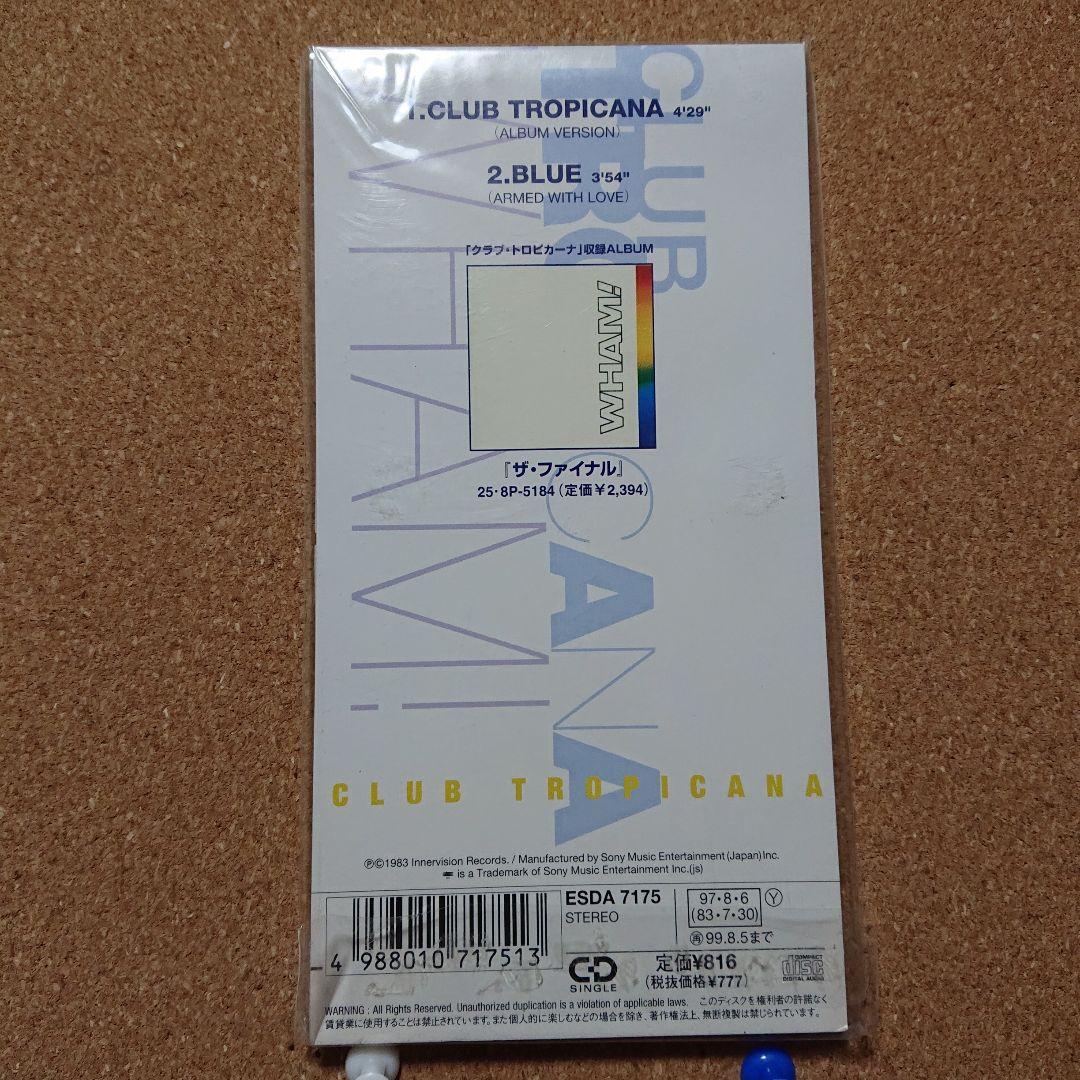 1.CLUB TROPICANA 4'29"
(ALBUM VERSION)
2.BLUE 3'54"
(ARMED WITH LOVE)
「クラブ・トロピカーナ」収録ALBUM
WHAM!
『ザ・ファイナル』
25・8P-5184(定価¥2,394)
WHAM!
CLUB
CANA
CLUB TROPICANA
Ⓟ©1983 Innervision Records. / Manufactured by Sony Music Entertainment(Japan)Inc.
is a Trademark of Sony Music Entertainment Inc.(js)
ESDA 7175
STEREO
97・8・6
(83・7・30)
Ⓨ
㊢99.8.5まで
4 988010 717513
CD
SINGLE
定価¥816
(税抜価格¥777)
COMPACT
disc
DIGITAL AUDIO
WARNING : All Rights Reserved. Unauthorized duplication is a violation of applicable laws. このディスクを権利者の許諾なく
賃貸業に使用することは禁止されています。また個人的に楽しむなどの場合を除き、著作権法上、無断複製は禁じられています。